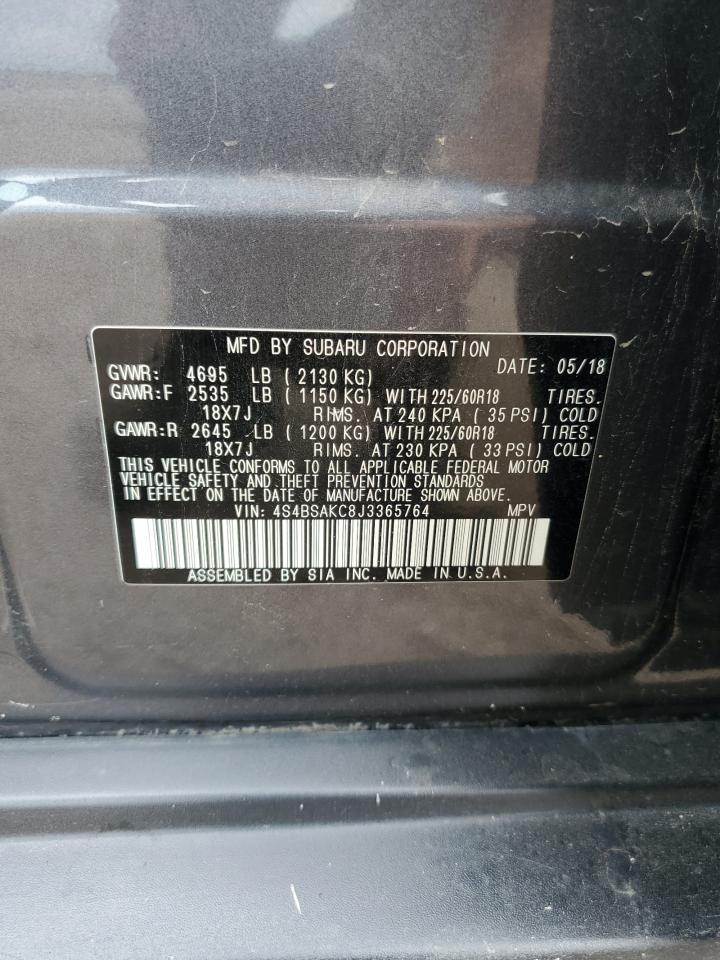 MFD BY SUBARU CORPORATION
DATE: 05/18
GVWR: 4695 LB ( 2130 KG)
GAWR:F 2535 LB ( 1150 KG) WITH 225/60R18 TIRES.
18X7J RIMS. AT 240 KPA ( 35 PSI) COLD
GAWR:R 2645 LB ( 1200 KG) WITH 225/60R18 TIRES.
18X7J RIMS. AT 230 KPA ( 33 PSI) COLD.
THIS VEHICLE CONFORMS TO ALL APPLICABLE FEDERAL MOTOR
VEHICLE SAFETY AND THEFT PREVENTION STANDARDS
IN EFFECT ON THE DATE OF MANUFACTURE SHOWN ABOVE.
VIN: 4S4BSAKC8J3365764 MPV
ASSEMBLED BY SIA INC. MADE IN U.S.A.